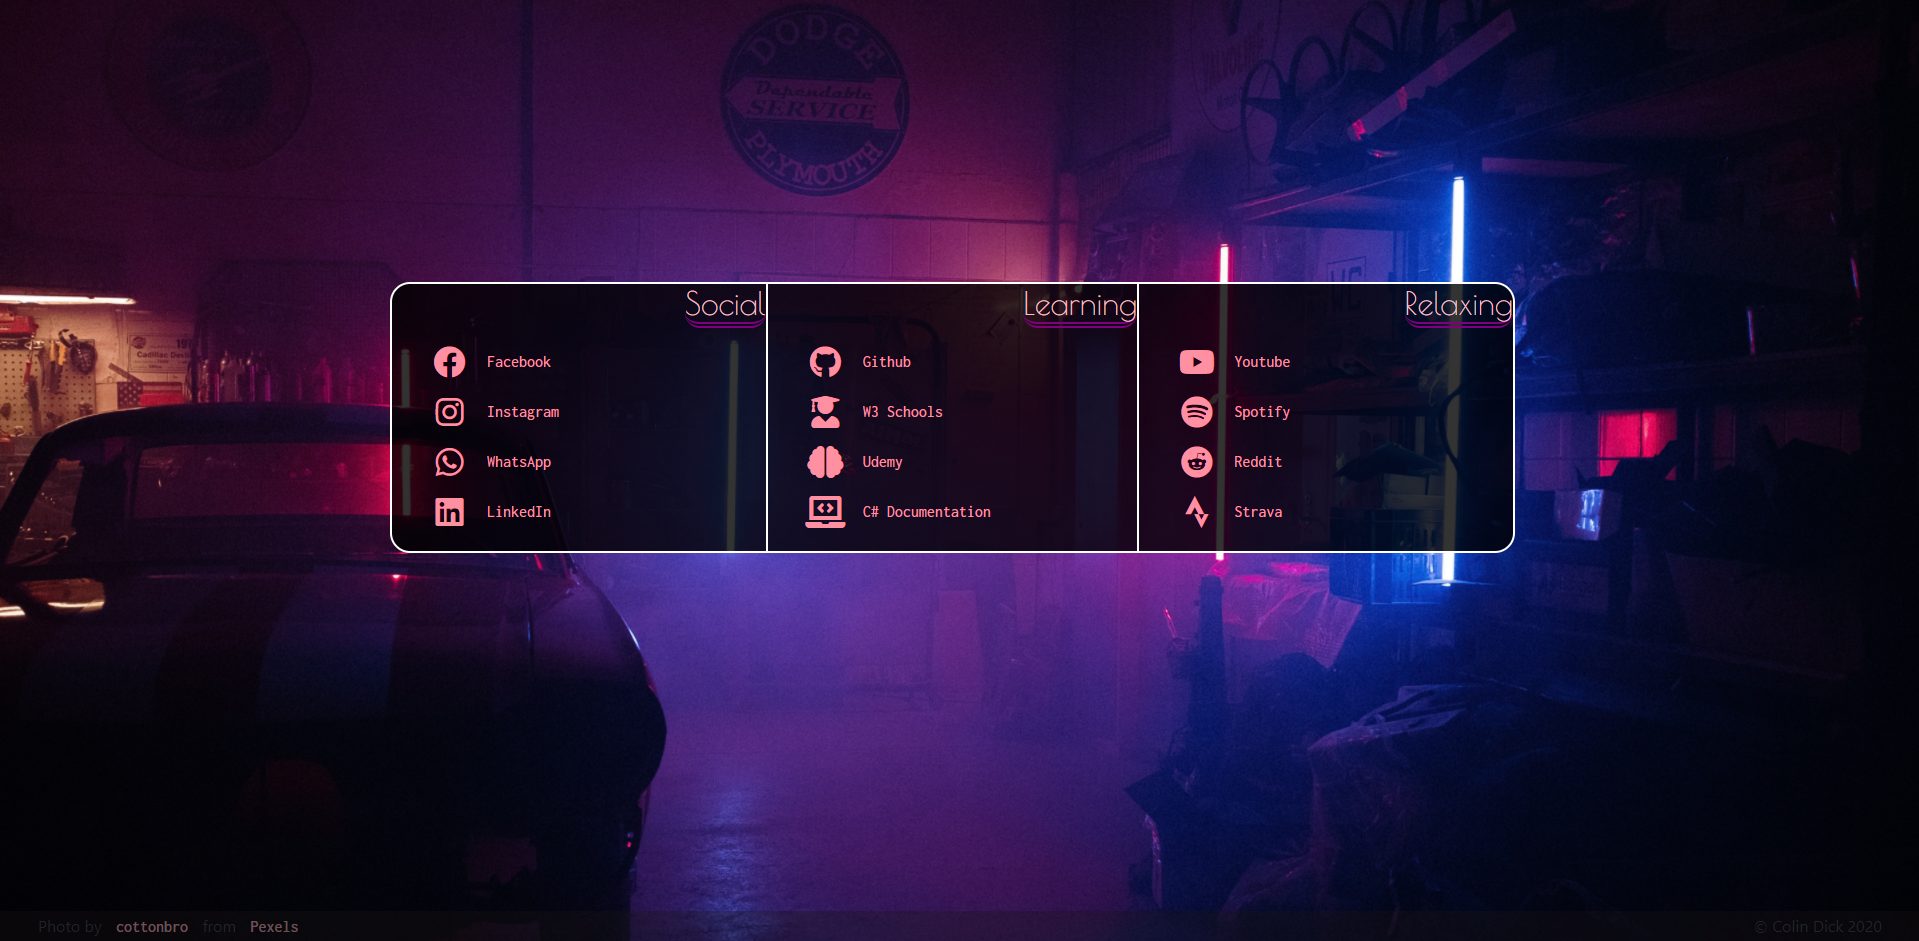 DODGE
Dependable
SERVICE
PLYMOUTH
Social
Facebook
Instagram
WhatsApp
LinkedIn
Learning
Github
W3 Schools
Udemy
C# Documentation
Relaxing
Youtube
Spotify
Reddit
Strava
Photo by cottonbro from Pexels
© Colin Dick 2020